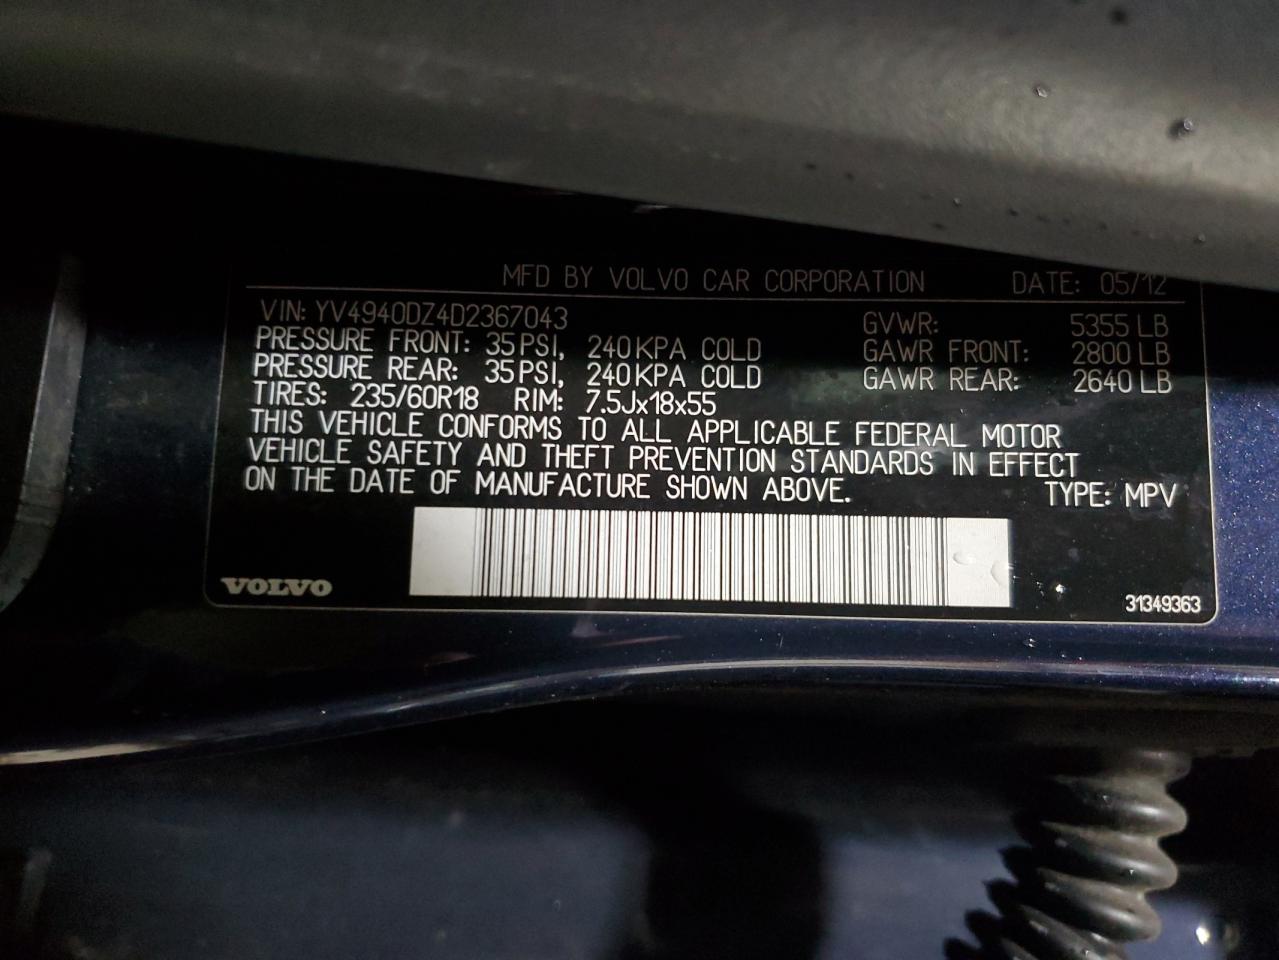 MFD BY VOLVO CAR CORPORATION DATE: 05/12
VIN: YV4940DZ4D2367043 GVWR: 5355 LB
PRESSURE FRONT: 35 PSI, 240 KPA COLD GAWR FRONT: 2800 LB
PRESSURE REAR: 35 PSI, 240 KPA COLD GAWR REAR: 2640 LB
TIRES: 235/60R18 RIM: 7.5Jx18x55
THIS VEHICLE CONFORMS TO ALL APPLICABLE FEDERAL MOTOR
VEHICLE SAFETY AND THEFT PREVENTION STANDARDS IN EFFECT
ON THE DATE OF MANUFACTURE SHOWN ABOVE. TYPE: MPV
VOLVO 31349363